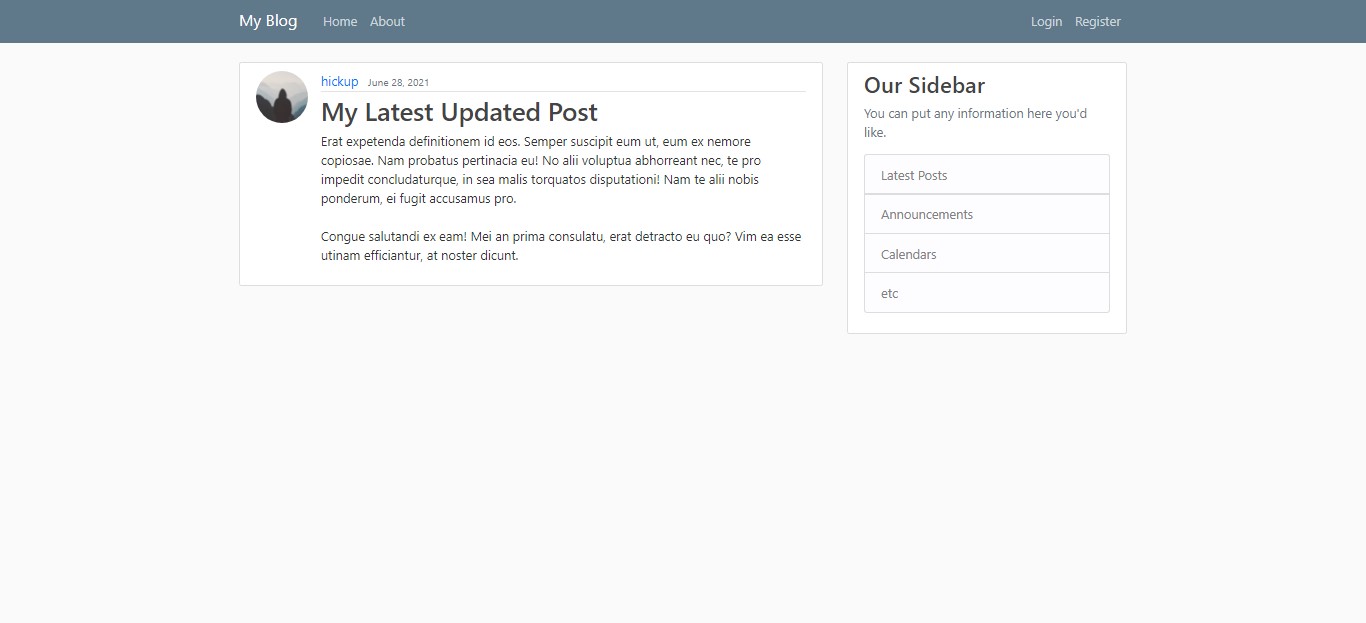 My Blog Home About Login Register
hickup June 28, 2021
My Latest Updated Post
Erat expetenda definitionem id eos. Semper suscipit eum ut, eum ex nemore
copiosae. Nam probatus pertinacia eu! No alii voluptua abhorreant nec, te pro
impedit concludaturque, in sea malis torquatos disputationi! Nam te alii nobis
ponderum, ei fugit accusamus pro.
Congue salutandi ex eam! Mei an prima consulatu, erat detracto eu quo? Vim ea esse
utinam efficiantur, at noster dicunt.
Our Sidebar
You can put any information here you'd
like.
Latest Posts
Announcements
Calendars
etc